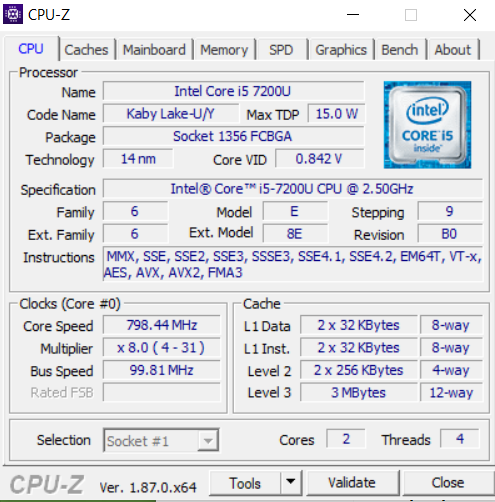 CPU-Z
CPU Caches Mainboard Memory SPD Graphics Bench About
Processor
Name Intel Core i5 7200U
Code Name Kaby Lake-U/Y Max TDP 15.0 W
Package Socket 1356 FCBGA
Technology 14 nm Core VID 0.842 V
intel
CORE i5
inside™
Specification Intel® Core™ i5-7200U CPU @ 2.50GHz
Family 6 Model E Stepping 9
Ext. Family 6 Ext. Model 8E Revision B0
Instructions MMX, SSE, SSE2, SSE3, SSSE3, SSE4.1, SSE4.2, EM64T, VT-x,
AES, AVX, AVX2, FMA3
Clocks (Core #0)
Core Speed 798.44 MHz
Multiplier x 8.0 ( 4 - 31 )
Bus Speed 99.81 MHz
Rated FSB
Cache
L1 Data 2 x 32 KBytes 8-way
L1 Inst. 2 x 32 KBytes 8-way
Level 2 2 x 256 KBytes 4-way
Level 3 3 MBytes 12-way
Selection Socket #1 Cores 2 Threads 4
CPU-Z Ver. 1.87.0.x64 Tools Validate Close